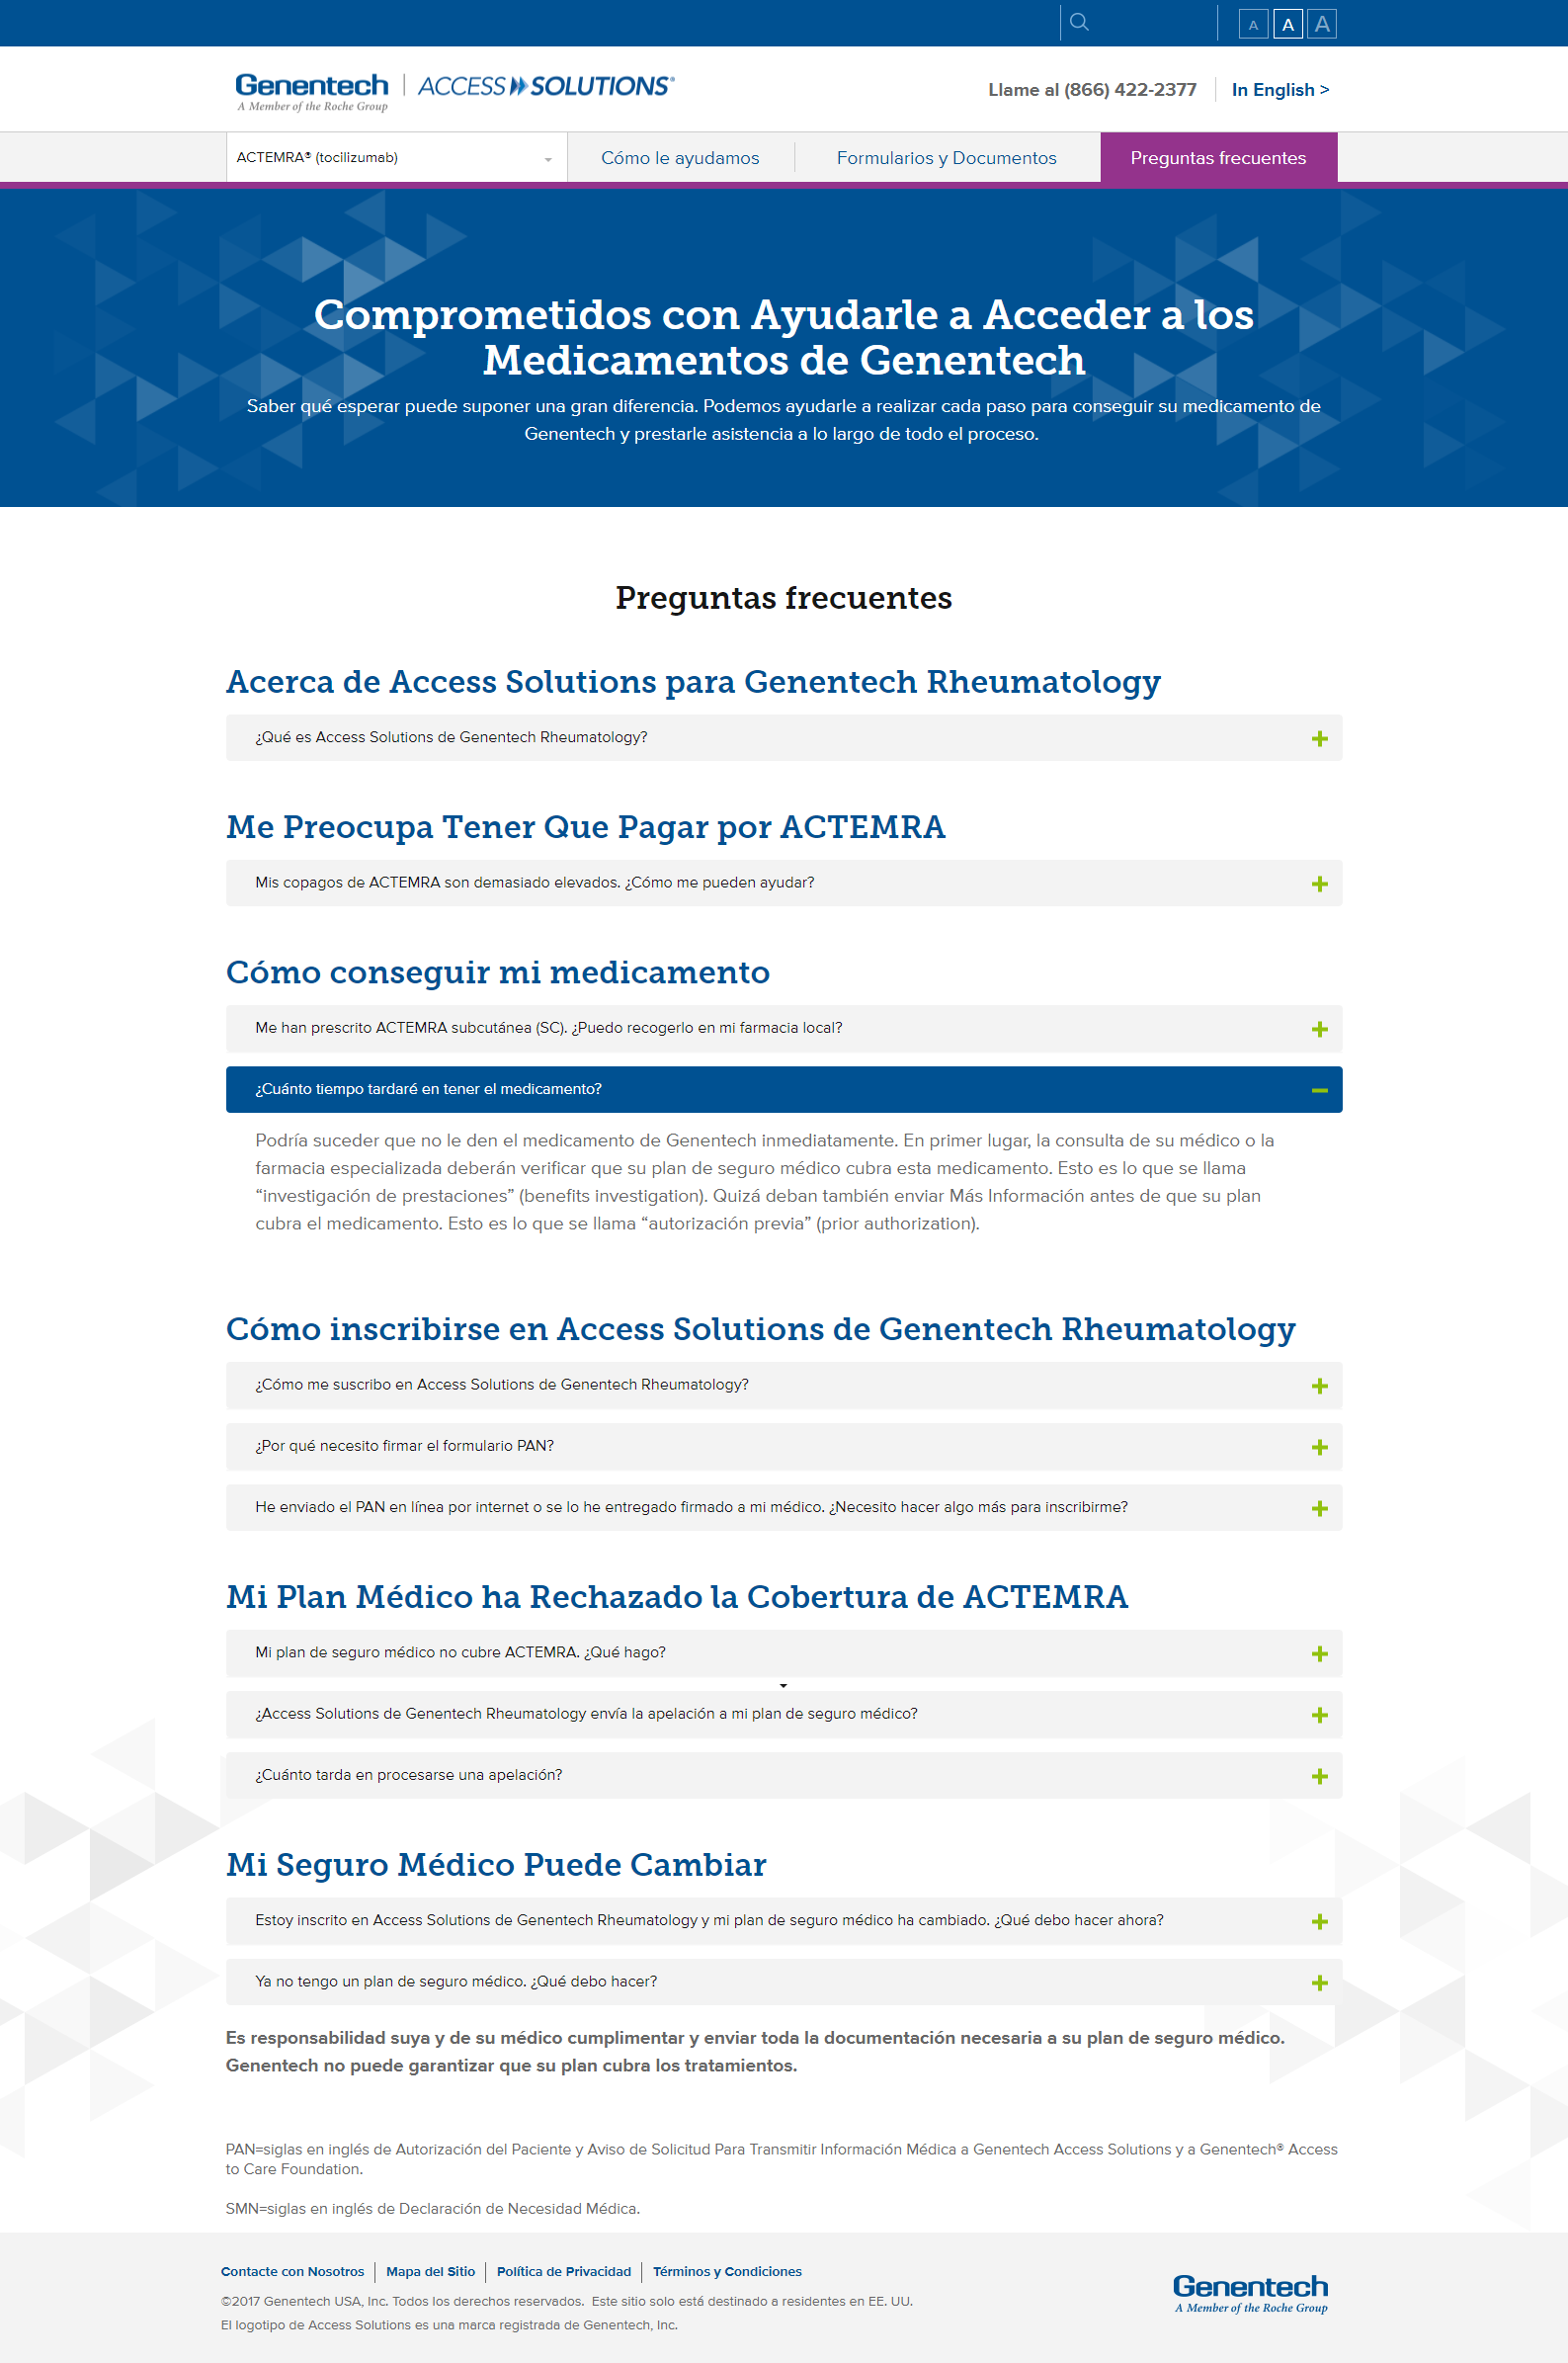 A A A
Genentech
A Member of the Roche Group
ACCESS SOLUTIONS®
Llame al (866) 422-2377
In English >
ACTEMRA® (tocilizumab)
Cómo le ayudamos
Formularios y Documentos
Preguntas frecuentes
Comprometidos con Ayudarle a Acceder a los
Medicamentos de Genentech
Saber qué esperar puede suponer una gran diferencia. Podemos ayudarle a realizar cada paso para conseguir su medicamento de
Genentech y prestarle asistencia a lo largo de todo el proceso.
Preguntas frecuentes
Acerca de Access Solutions para Genentech Rheumatology
¿Qué es Access Solutions de Genentech Rheumatology?
Me Preocupa Tener Que Pagar por ACTEMRA
Mis copagos de ACTEMRA son demasiado elevados. ¿Cómo me pueden ayudar?
Cómo conseguir mi medicamento
Me han prescrito ACTEMRA subcutánea (SC). ¿Puedo recogerlo en mi farmacia local?
¿Cuánto tiempo tardaré en tener el medicamento?
Podría suceder que no le den el medicamento de Genentech inmediatamente. En primer lugar, la consulta de su médico o la
farmacia especializada deberán verificar que su plan de seguro médico cubra esta medicamento. Esto es lo que se llama
“investigación de prestaciones” (benefits investigation). Quizá deban también enviar Más Información antes de que su plan
cubra el medicamento. Esto es lo que se llama “autorización previa” (prior authorization).
Cómo inscribirse en Access Solutions de Genentech Rheumatology
¿Cómo me suscribo en Access Solutions de Genentech Rheumatology?
¿Por qué necesito firmar el formulario PAN?
He enviado el PAN en línea por internet o se lo he entregado firmado a mi médico. ¿Necesito hacer algo más para inscribirme?
Mi Plan Médico ha Rechazado la Cobertura de ACTEMRA
Mi plan de seguro médico no cubre ACTEMRA. ¿Qué hago?
¿Access Solutions de Genentech Rheumatology envía la apelación a mi plan de seguro médico?
¿Cuánto tarda en procesarse una apelación?
Mi Seguro Médico Puede Cambiar
Estoy inscrito en Access Solutions de Genentech Rheumatology y mi plan de seguro médico ha cambiado. ¿Qué debo hacer ahora?
Ya no tengo un plan de seguro médico. ¿Qué debo hacer?
Es responsabilidad suya y de su médico cumplimentar y enviar toda la documentación necesaria a su plan de seguro médico.
Genentech no puede garantizar que su plan cubra los tratamientos.
PAN=siglas en inglés de Autorización del Paciente y Aviso de Solicitud Para Transmitir Información Médica a Genentech Access Solutions y a Genentech® Access
to Care Foundation.
SMN=siglas en inglés de Declaración de Necesidad Médica.
Contacte con Nosotros
Mapa del Sitio
Política de Privacidad
Términos y Condiciones
©2017 Genentech USA, Inc. Todos los derechos reservados. Este sitio solo está destinado a residentes en EE. UU.
El logotipo de Access Solutions es una marca registrada de Genentech, Inc.
Genentech
A Member of the Roche Group